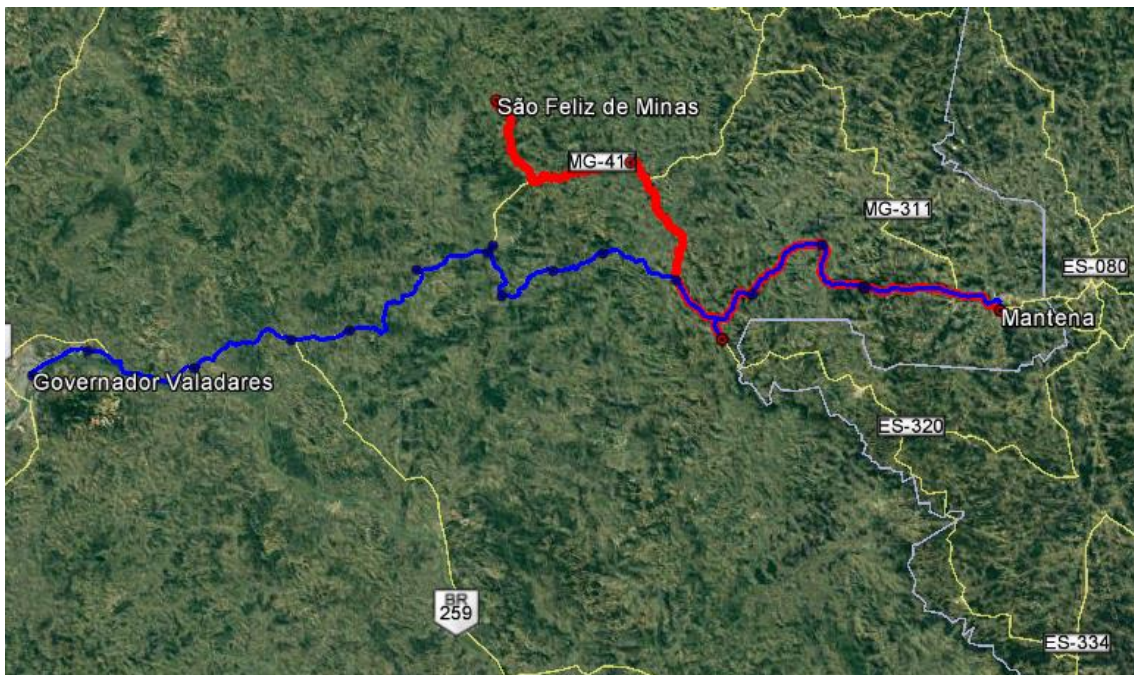 São Feliz de Minas
MG-41
MG-311
ES-080
Mantena
Governador Valadares
ES-320
BR
259
ES-334